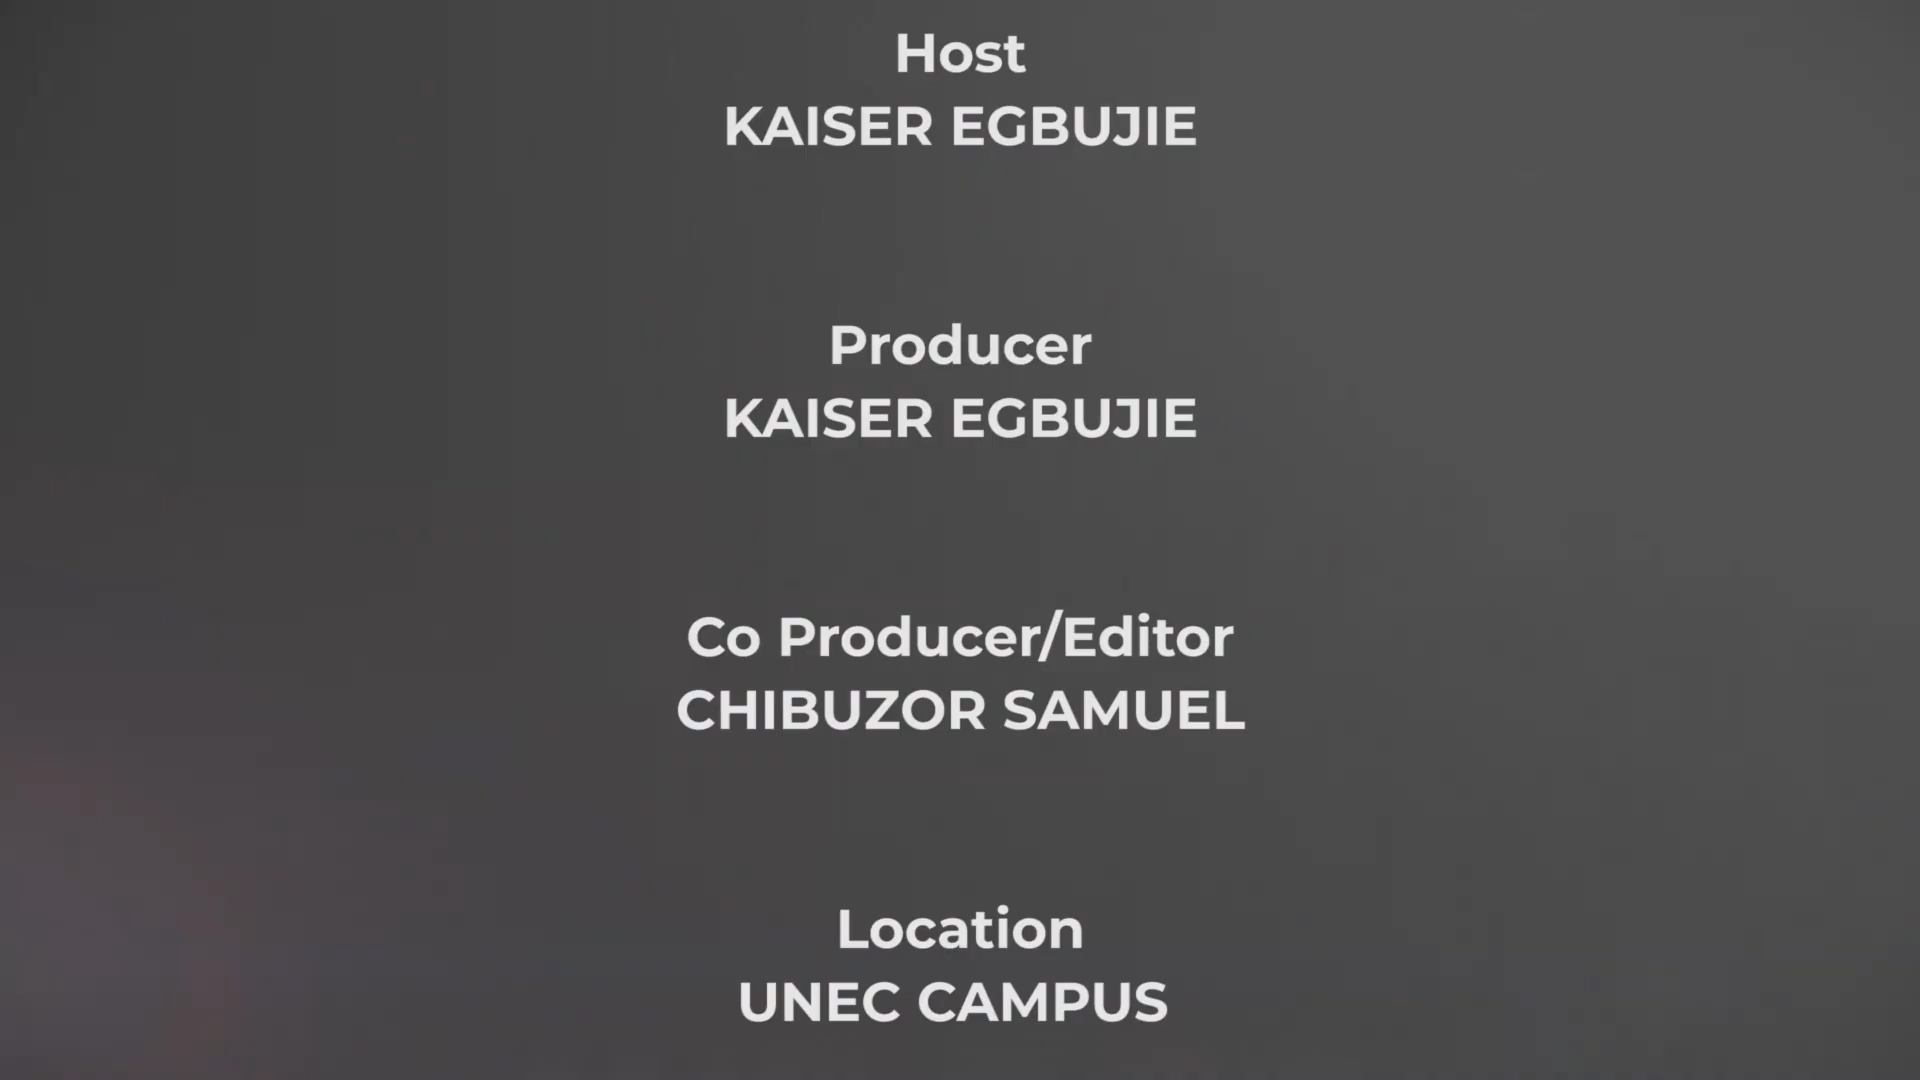 Host
KAISER EGBUJIE
Producer
KAISER EGBUJIE
Co Producer/Editor
CHIBUZOR SAMUEL
Location
UNEC CAMPUS